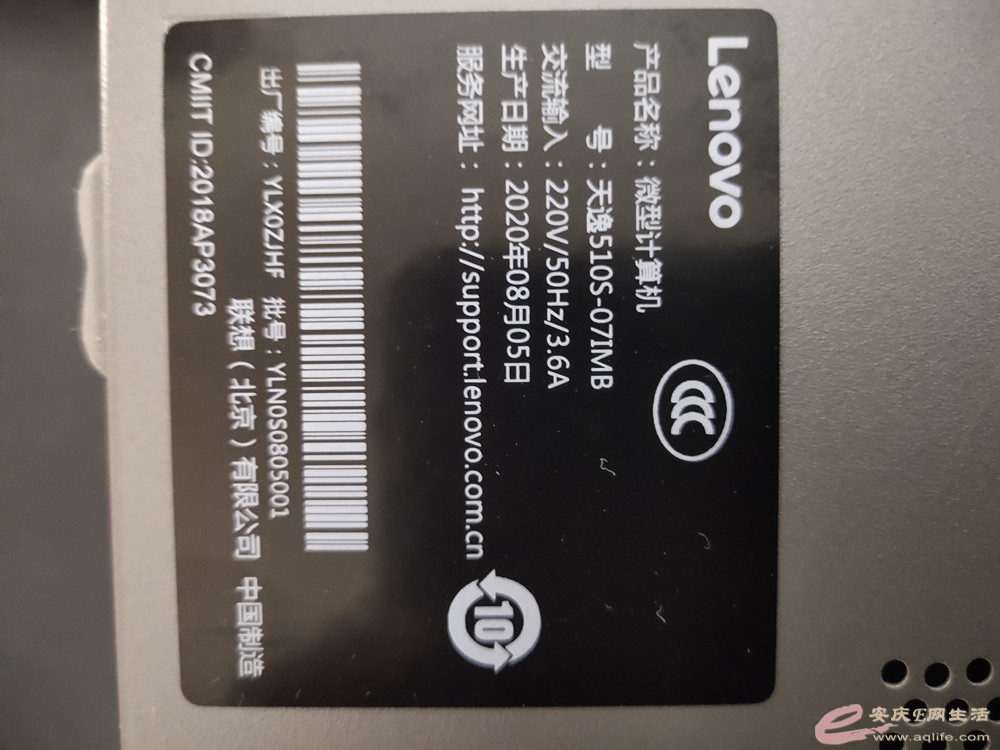 Lenovo
产品名称：微型计算机
型 号：天逸510S-07IMB
交流输入：220V/50Hz/3.6A
生产日期：2020年08月05日
服务网址：http://support.lenovo.com.cn
10
出厂编号：YLX0ZJHF 批号：YLN0S0805001
联想（北京）有限公司 中国制造
CMIIT ID:2018AP3073
安庆E网生活
www.aqlife.com